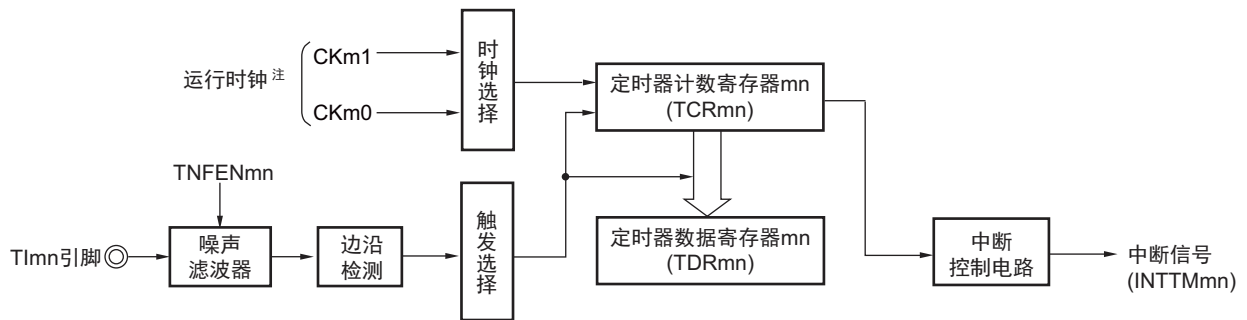 运行时钟 注
CKm1
CKm0
时钟选择
定时器计数寄存器mn
(TCRmn)
TNFENmn
TImn引脚
噪声
滤波器
边沿
检测
触发选择
定时器数据寄存器mn
(TDRmn)
中断
控制电路
中断信号
(INTTMmn)